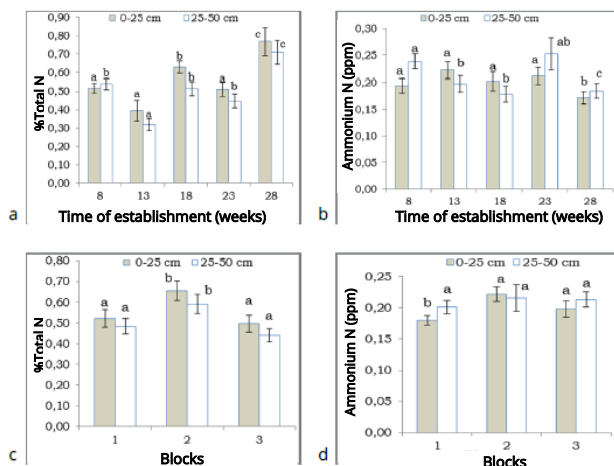 0-25 cm 25-50 cm
0,90
0,80
0,70
0,60
0,50
0,40
0,30
0,20
0,10
0,00
%Total N
a b a a b b a b c c
8 13 18 23 28
a Time of establishment (weeks)
0-25 cm 25-50 cm
0,30
0,25
0,20
0,15
0,10
0,05
0,00
Ammonium N (ppm)
a a a b a b a ab b c
8 13 18 23 28
b Time of establishment (weeks)
0-25 cm 25-50 cm
0,80
0,70
0,60
0,50
0,40
0,30
0,20
0,10
0,00
%Total N
a a b b a a
1 2 3
c Blocks
0-25 cm 25-50 cm
0,25
0,20
0,15
0,10
0,05
0,00
Ammonium N (ppm)
b a a a a a
1 2 3
d Blocks